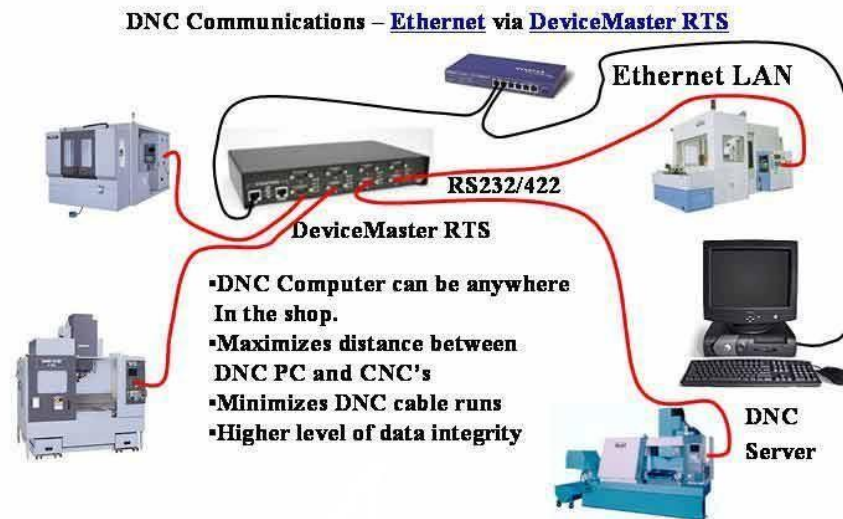 DNC Communications – Ethernet via DeviceMaster RTS
Ethernet LAN
RS232/422
DeviceMaster RTS
▪DNC Computer can be anywhere
In the shop.
▪Maximizes distance between
DNC PC and CNC's
▪Minimizes DNC cable runs
▪Higher level of data integrity
DNC
Server